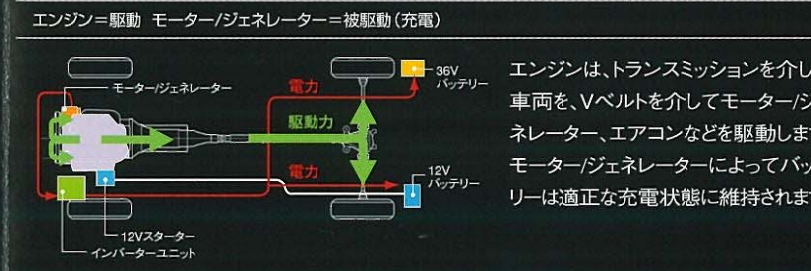 エンジン＝駆動 モーター/ジェネレーター＝被駆動(充電)
モーター/ジェネレーター
電力
36V
バッテリー
駆動力
電力
12V
バッテリー
12Vスターター
インバーターユニット
エンジンは、トランスミッションを介し
車両を、Vベルトを介してモーター/ジ
ネレーター、エアコンなどを駆動しま
モーター/ジェネレーターによってバッ
リーは適正な充電状態に維持されま